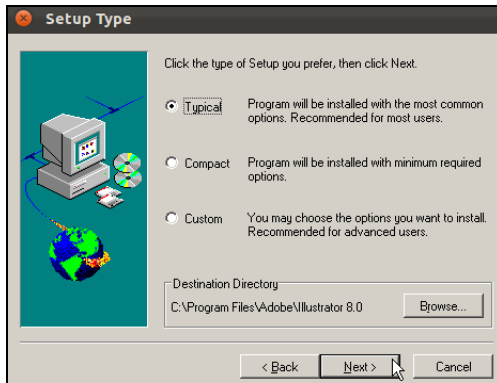 Setup Type
Click the type of Setup you prefer, then click Next.
Typical Program will be installed with the most common
options. Recommended for most users.
Compact Program will be installed with minimum required
options.
Custom You may choose the options you want to install.
Recommended for advanced users.
Destination Directory
C:\Program Files\Adobe\Illustrator 8.0 Browse...
< Back Next > Cancel